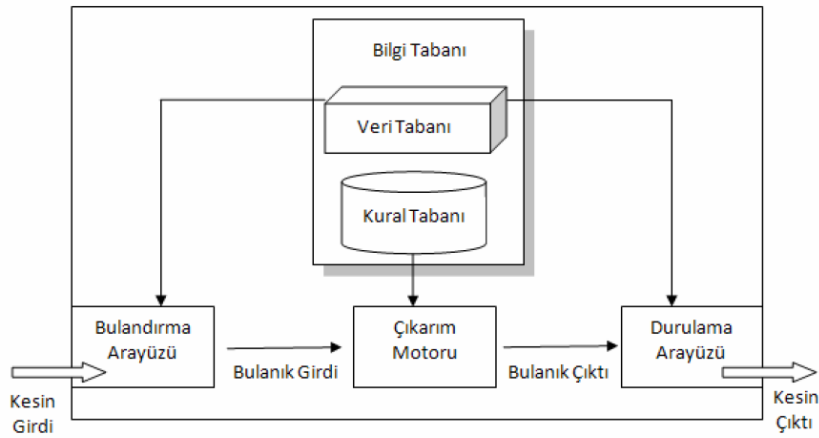 Bilgi Tabanı
Veri Tabanı
Kural Tabanı
Bulandırma
Arayüzü
Çıkarım
Motoru
Durulama
Arayüzü
Bulanık Girdi
Bulanık Çıktı
Kesin
Girdi
Kesin
Çıktı